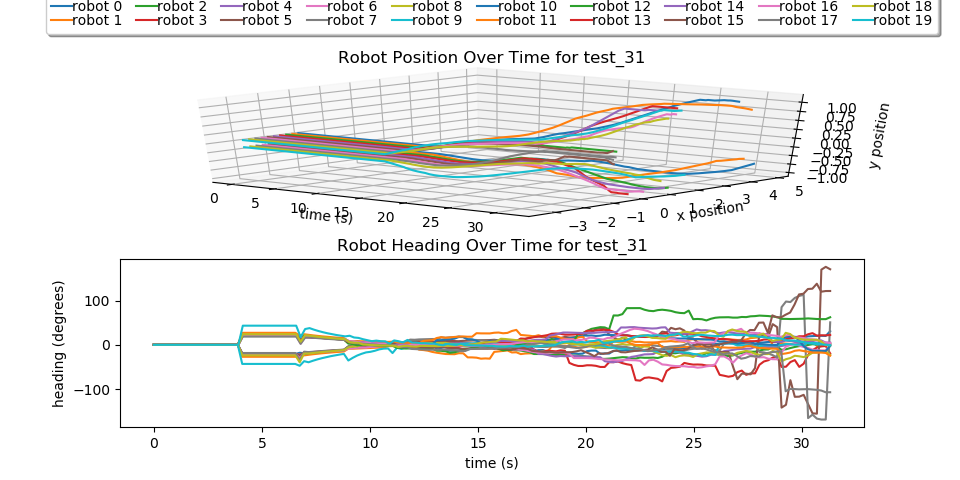 robot 0 robot 2 robot 4 robot 6 robot 8 robot 10 robot 12 robot 14 robot 16 robot 18
robot 1 robot 3 robot 5 robot 7 robot 9 robot 11 robot 13 robot 15 robot 17 robot 19
Robot Position Over Time for test_31
1.00
0.75
0.50
0.25
0.00
−0.25
−0.50
−0.75
−1.00
y position
0 5 10 15 20 25 30
time (s)
−3 −2 −1 0 1 2 3 4 5
x position
Robot Heading Over Time for test_31
100
0
−100
heading (degrees)
0 5 10 15 20 25 30
time (s)